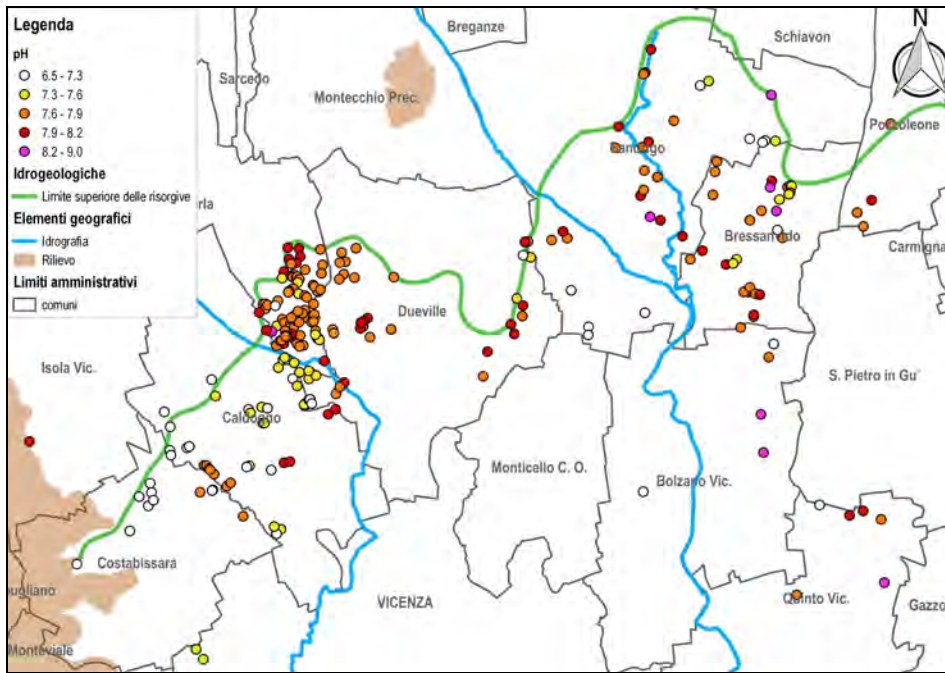 Legenda
pH
6.5 - 7.3
7.3 - 7.6
7.6 - 7.9
7.9 - 8.2
8.2 - 9.0
Idrogeologiche
Limite superiore delle risorgive
Elementi geografici
Idrografia
Rilievo
Limiti amministrativi
comuni
N
Breganze
Schiavon
Sarcedo
Montecchio Prec.
Pozzoleone
Sandrigo
rla
Bressanvido
Carmigna
Dueville
Isola Vic.
S. Pietro in Gu'
Caldogno
Monticello C. O.
Bolzano Vic.
Costabissara
ougliano
VICENZA
Quinto Vic.
Gazzo
Monteviale